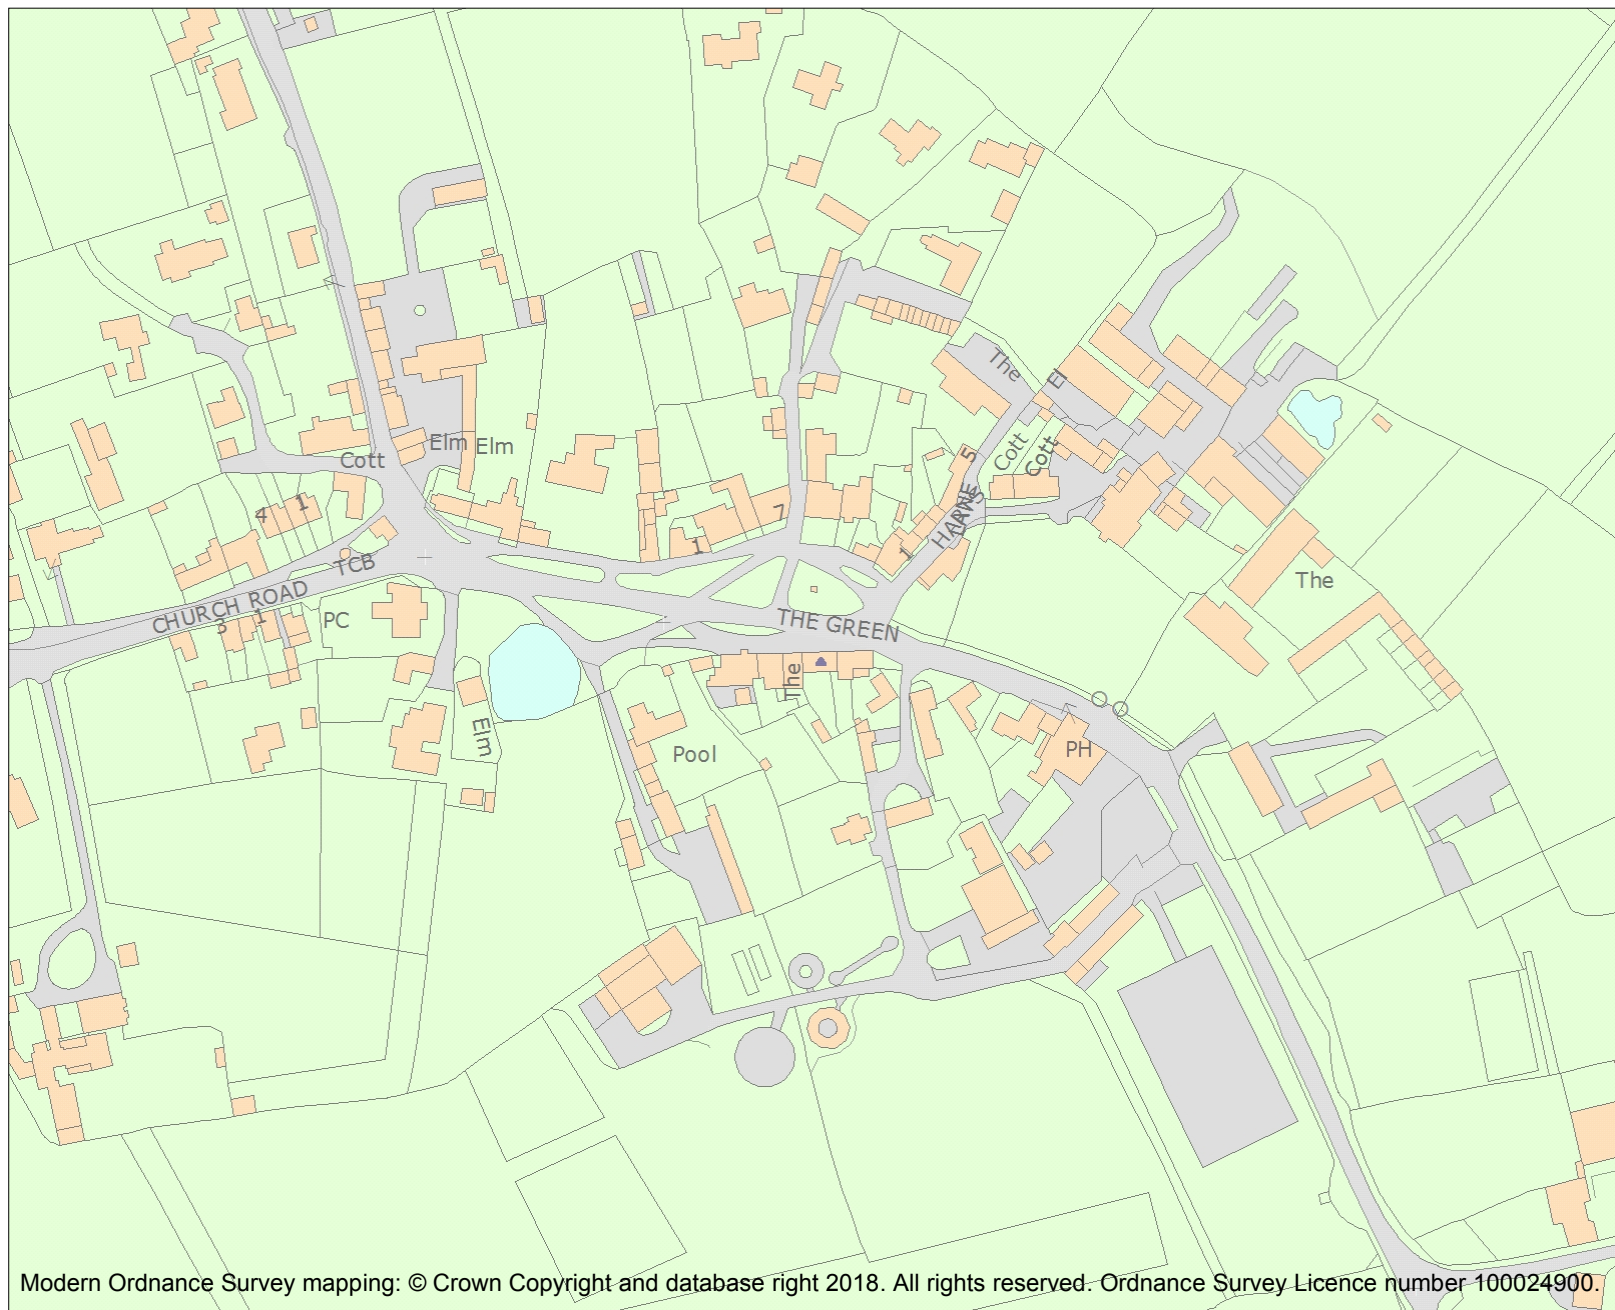 The
El
Elm
Elm
Cott
Cott
Cott
5
4
1
7
1
1
TCB
CHURCH ROAD
PC
3
1
THE GREEN
The
The
Elm
Pool
PH
Modern Ordnance Survey mapping: © Crown Copyright and database right 2018. All rights reserved. Ordnance Survey Licence number 100024900.